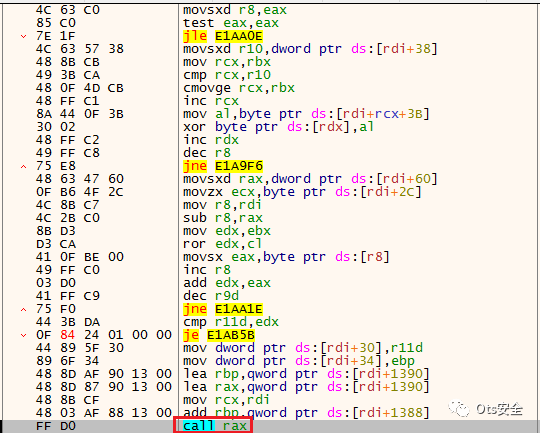 4C 63 C0 movsxd r8,eax
85 C0 test eax,eax
7E 1F jle E1AA0E
4C 63 57 38 movsxd r10,dword ptr ds:[rdi+38]
48 8B CB mov rcx,rbx
49 3B CA cmp rcx,r10
48 0F 4D CB cmovge rcx,rbx
48 FF C1 inc rcx
8A 44 0F 3B mov al,byte ptr ds:[rdi+rcx+3B]
30 02 xor byte ptr ds:[rdx],al
48 FF C2 inc rdx
49 FF C8 dec r8
75 E8 jne E1A9F6
48 63 47 60 movsxd rax,dword ptr ds:[rdi+60]
0F B6 4F 2C movzx ecx,byte ptr ds:[rdi+2C]
4C 8B C7 mov r8,rdi
4C 2B C0 sub r8,rax
8B D3 mov edx,ebx
D3 CA ror edx,cl
41 0F BE 00 movsx eax,byte ptr ds:[r8]
49 FF C0 inc r8
03 D0 add edx,eax
41 FF C9 dec r9d
75 F0 jne E1AA1E
44 3B DA cmp r11d,edx
0F 84 24 01 00 00 je E1AB5B
44 89 5F 30 mov dword ptr ds:[rdi+30],r11d
89 6F 34 mov dword ptr ds:[rdi+34],ebp
48 8D AF 90 13 00 lea rbp,qword ptr ds:[rdi+1390]
48 8D 87 90 13 00 lea rax,qword ptr ds:[rdi+1390]
48 8B CF mov rcx,rdi
48 03 AF 88 13 00 add rbp,qword ptr ds:[rdi+1388]
FF D0 call rax
Ots安全